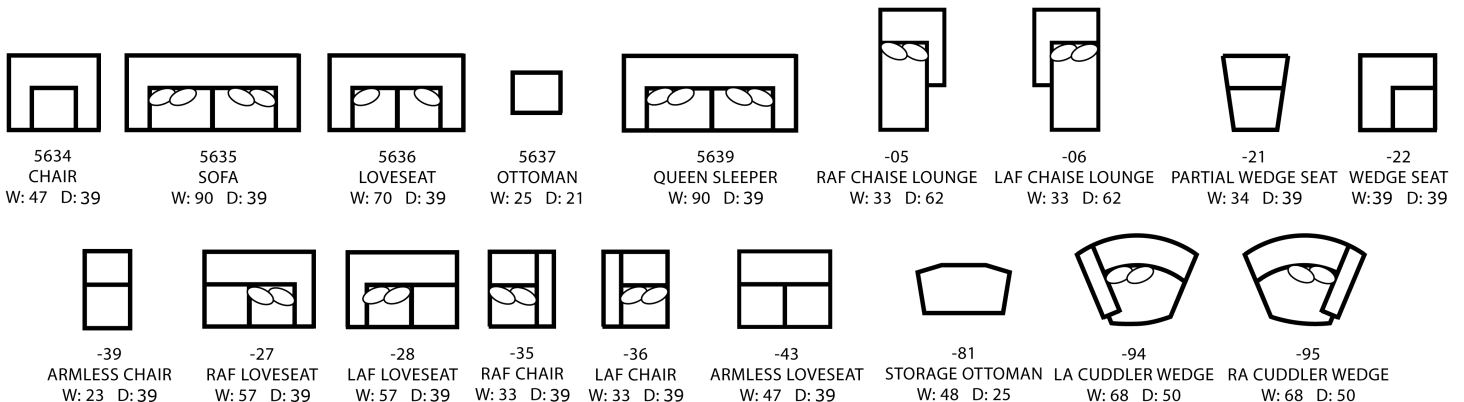 5634
CHAIR
W: 47 D: 39
5635
SOFA
W: 90 D: 39
5636
LOVESEAT
W: 70 D: 39
5637
OTTOMAN
W: 25 D: 21
5639
QUEEN SLEEPER
W: 90 D: 39
-05
RAF CHAISE LOUNGE
W: 33 D: 62
-06
LAF CHAISE LOUNGE
W: 33 D: 62
-21
PARTIAL WEDGE SEAT
W: 34 D: 39
-22
WEDGE SEAT
W:39 D: 39
-39
ARMLESS CHAIR
W: 23 D: 39
-27
RAF LOVESEAT
W: 57 D: 39
-28
LAF LOVESEAT
W: 57 D: 39
-35
RAF CHAIR
W: 33 D: 39
-36
LAF CHAIR
W: 33 D: 39
-43
ARMLESS LOVESEAT
W: 47 D: 39
-81
STORAGE OTTOMAN
W: 48 D: 25
-94
LA CUDDLER WEDGE
W: 68 D: 50
-95
RA CUDDLER WEDGE
W: 68 D: 50